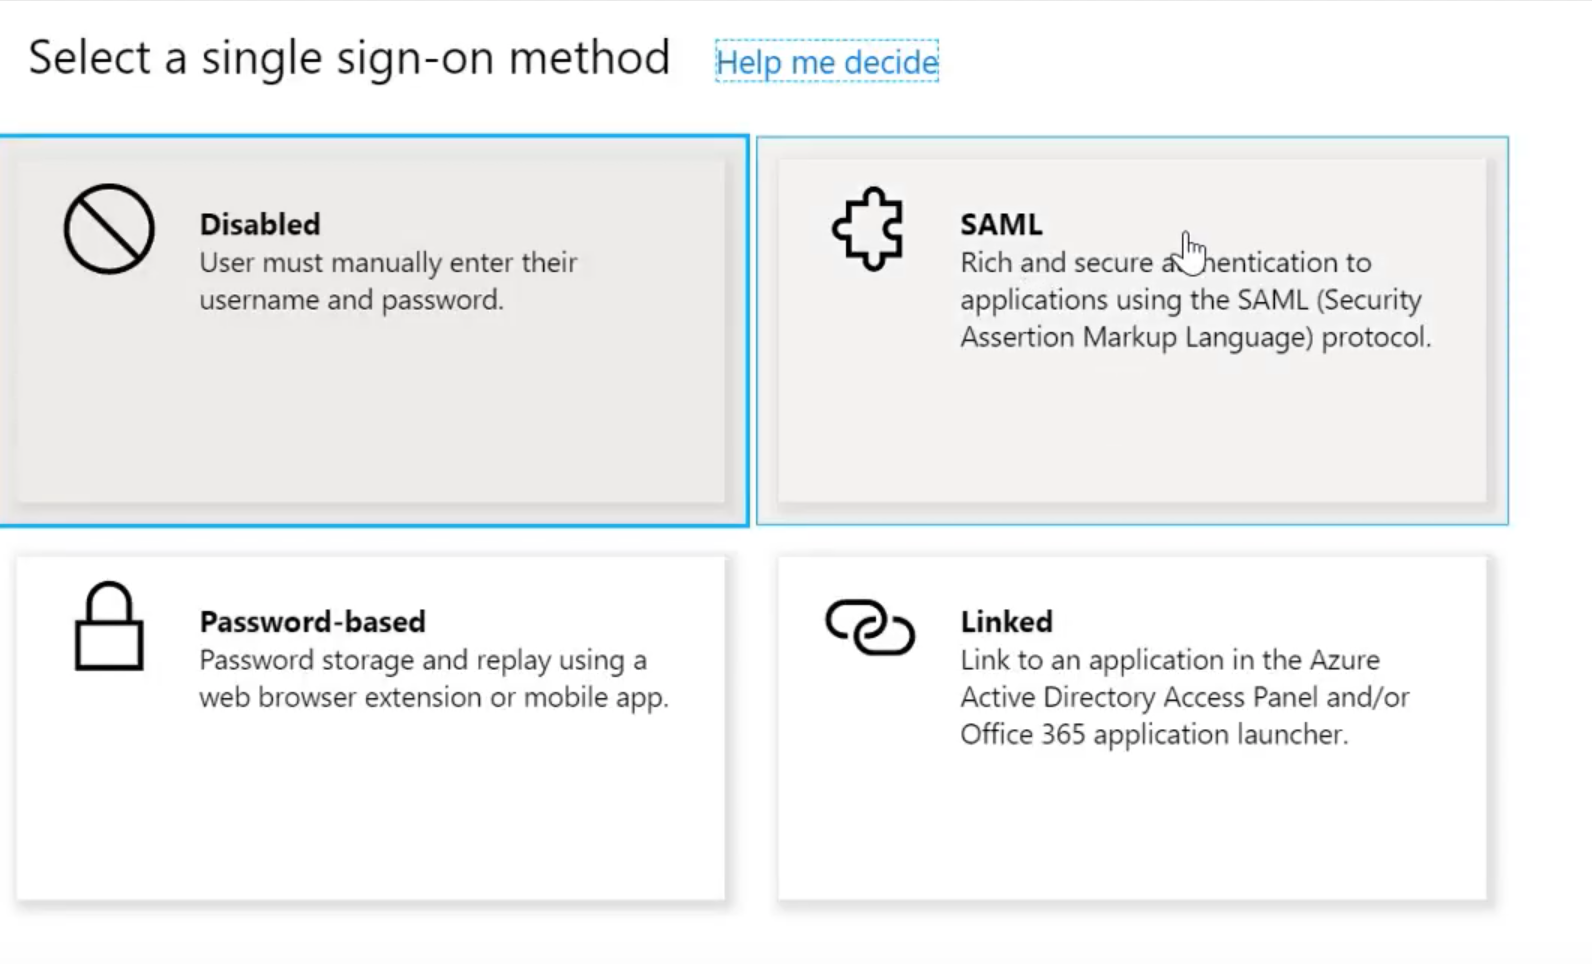 Select a single sign-on method
Help me decide
Disabled
User must manually enter their
username and password.
SAML
Rich and secure authentication to
applications using the SAML (Security
Assertion Markup Language) protocol.
Password-based
Password storage and replay using a
web browser extension or mobile app.
Linked
Link to an application in the Azure
Active Directory Access Panel and/or
Office 365 application launcher.